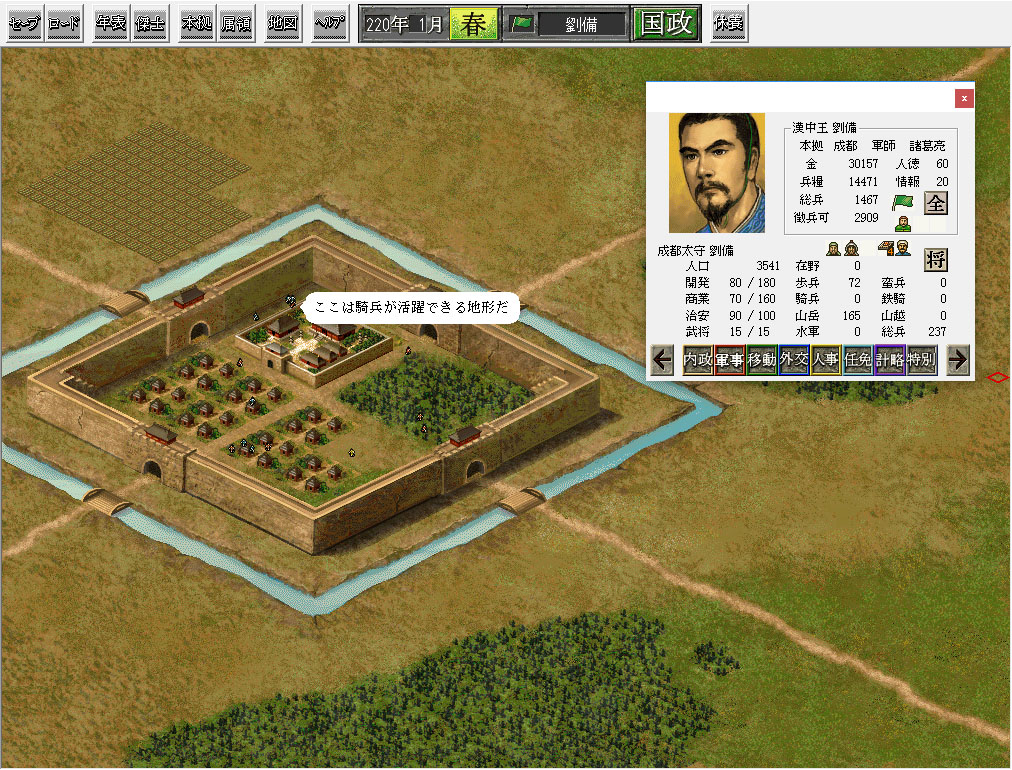 セーブ ロード 年表 保士 本拠 属領 地図 ヘルプ 220年 1月 春 劉備 国政 休養
漢中王 劉備
本拠 成都 軍師 諸葛亮
金 30157 人徳 60
兵糧 14471 情報 20
総兵 1467 全
徴兵可 2909
成都太守 劉備
将
人口 3541 在野 0
開発 80 / 180 歩兵 72 蛮兵 0
商業 70 / 160 騎兵 0 鉄騎 0
治安 90 / 100 山岳 165 山越 0
武将 15 / 15 水軍 0 総兵 237
内政 軍事 移動 外交 人事 任免 計略 特別
ここは騎兵が活躍できる地形だ